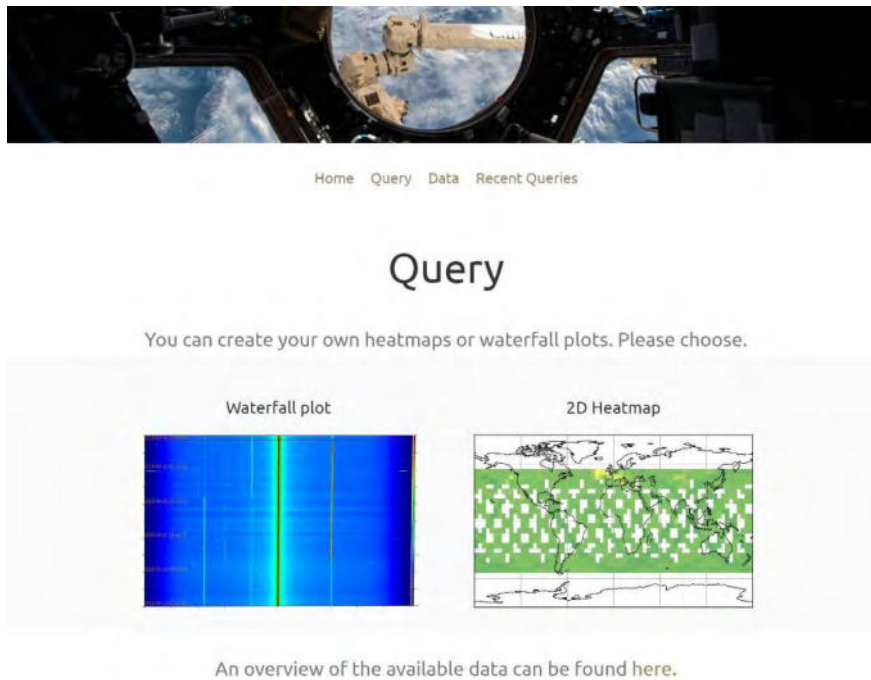 Home Query Data Recent Queries
Query
You can create your own heatmaps or waterfall plots. Please choose.
Waterfall plot 2D Heatmap
An overview of the available data can be found here.